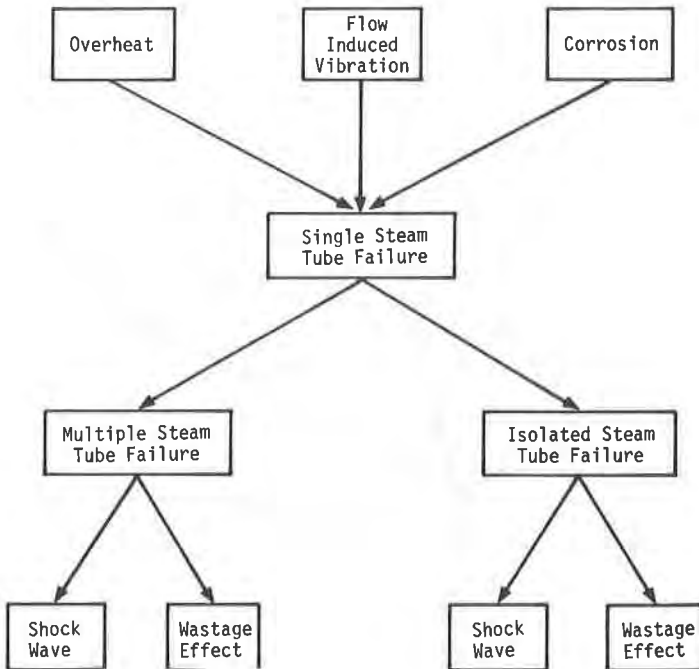 Overheat
Flow
Induced
Vibration
Corrosion
Single Steam
Tube Failure
Multiple Steam
Tube Failure
Isolated Steam
Tube Failure
Shock
Wave
Wastage
Effect
Shock
Wave
Wastage
Effect